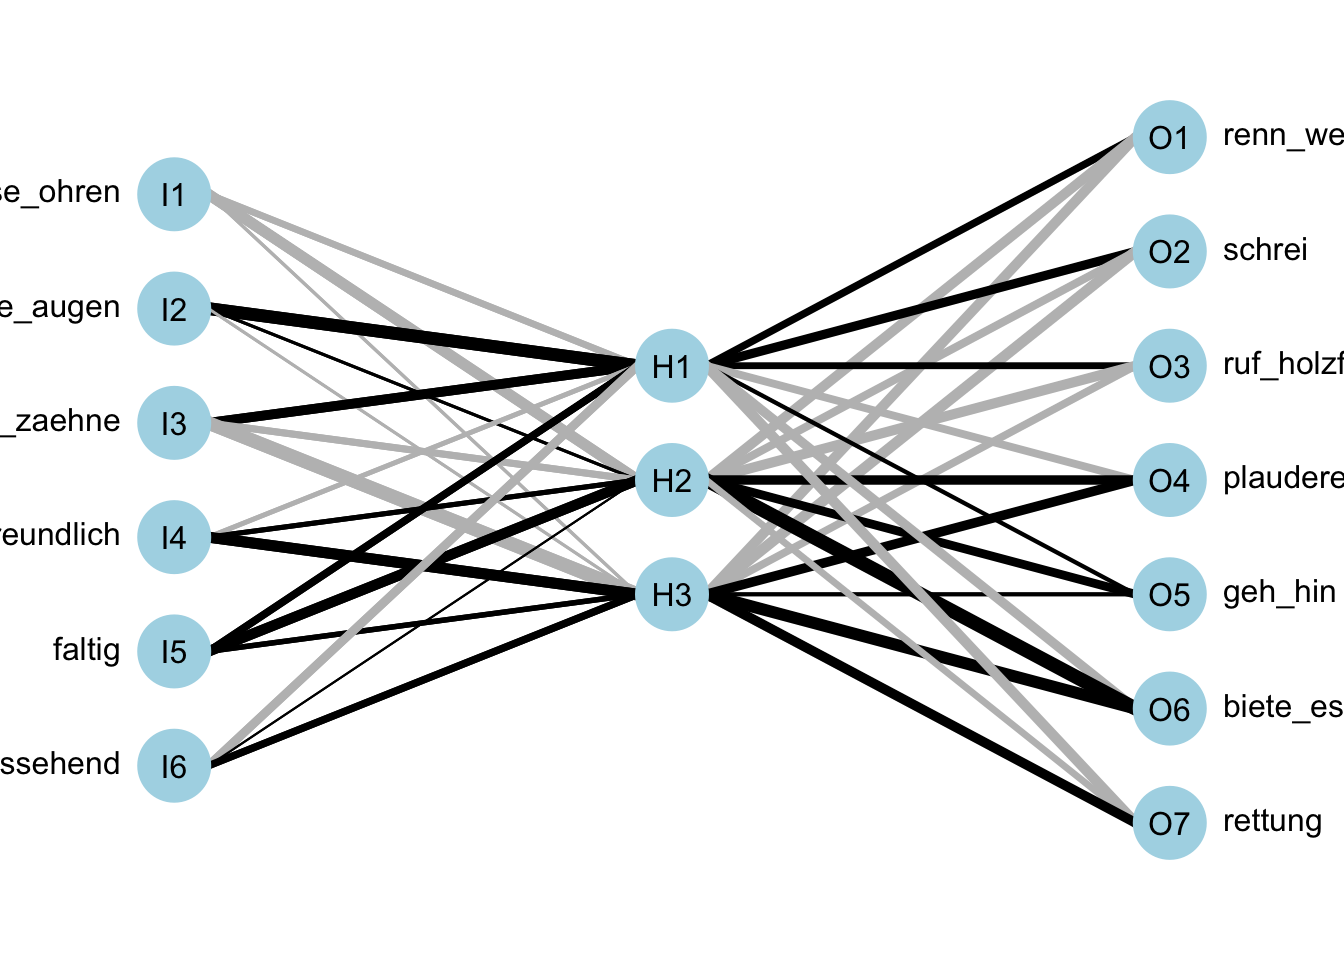 se_ohren
I1
e_augen
I2
_zaehne
I3
eundlich
I4
faltig
I5
ssehend
I6
H1
H2
H3
O1
renn_we
O2
schrei
O3
ruf_holzf
O4
plaudere
O5
geh_hin
O6
biete_es
O7
rettung